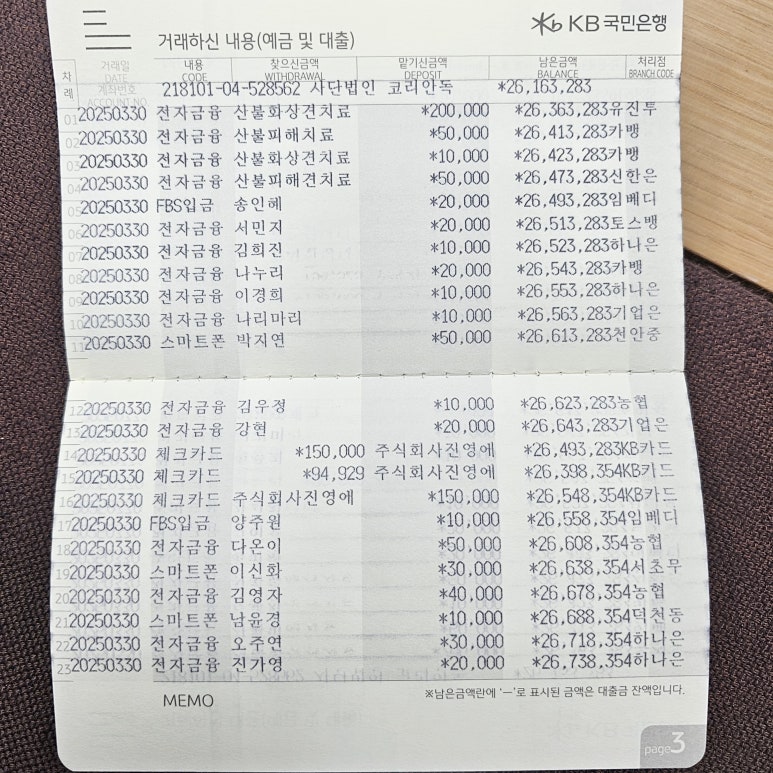 KB 국민은행
거래하신 내용(예금 및 대출)
차례 거래일 DATE 내용 CODE 찾으신금액 WITHDRAWAL 맡기신금액 DEPOSIT 남은금액 BALANCE 처리점 BRANCH CODE
계좌번호 ACCOUNT NO. 218101-04-528562 사단법인 코리안독 *26,163,283
01 20250330 전자금융 산불화상견치료 *200,000 *26,363,283유진투
02 20250330 전자금융 산불피해치료 *50,000 *26,413,283카뱅
03 20250330 전자금융 산불화상견치료 *10,000 *26,423,283카뱅
04 20250330 전자금융 산불피해견치료 *50,000 *26,473,283신한은
05 20250330 FBS입금 송인혜 *20,000 *26,493,283임베디
06 20250330 전자금융 서민지 *20,000 *26,513,283토스뱅
07 20250330 전자금융 김희진 *10,000 *26,523,283하나은
08 20250330 전자금융 나누리 *20,000 *26,543,283카뱅
09 20250330 전자금융 이경희 *10,000 *26,553,283하나은
10 20250330 전자금융 나리마리 *10,000 *26,563,283기업은
11 20250330 스마트폰 박지연 *50,000 *26,613,283천안중
12 20250330 전자금융 김우정 *10,000 *26,623,283농협
13 20250330 전자금융 강현 *20,000 *26,643,283기업은
14 20250330 체크카드 *150,000 주식회사진영애 *26,493,283KB카드
15 20250330 체크카드 *94,929 주식회사진영애 *26,398,354KB카드
16 20250330 체크카드 주식회사진영애 *150,000 *26,548,354KB카드
17 20250330 FBS입금 양주원 *10,000 *26,558,354임베디
18 20250330 전자금융 다온이 *50,000 *26,608,354농협
19 20250330 스마트폰 이신화 *30,000 *26,638,354서초무
20 20250330 전자금융 김영자 *40,000 *26,678,354농협
21 20250330 스마트폰 남윤경 *10,000 *26,688,354덕천동
22 20250330 전자금융 오주연 *30,000 *26,718,354하나은
23 20250330 전자금융 진가영 *20,000 *26,738,354하나은
MEMO
※남은금액란에 '—'로 표시된 금액은 대출금 잔액입니다.
page 3